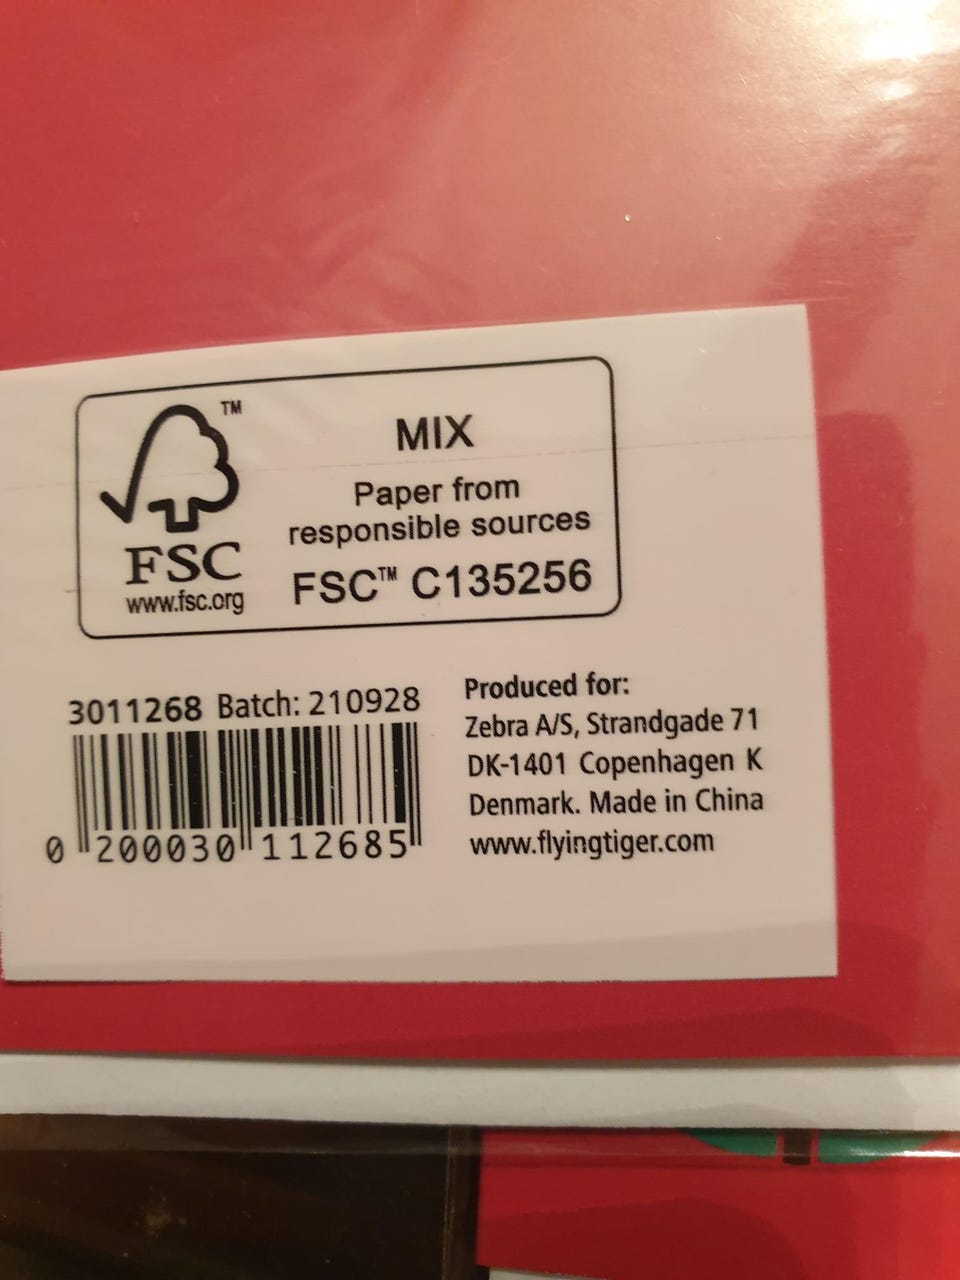 TM
FSC
www.fsc.org
MIX
Paper from
responsible sources
FSC™ C135256
3011268 Batch: 210928
0 200030 112685
Produced for:
Zebra A/S, Strandgade 71
DK-1401 Copenhagen K
Denmark. Made in China
www.flyingtiger.com